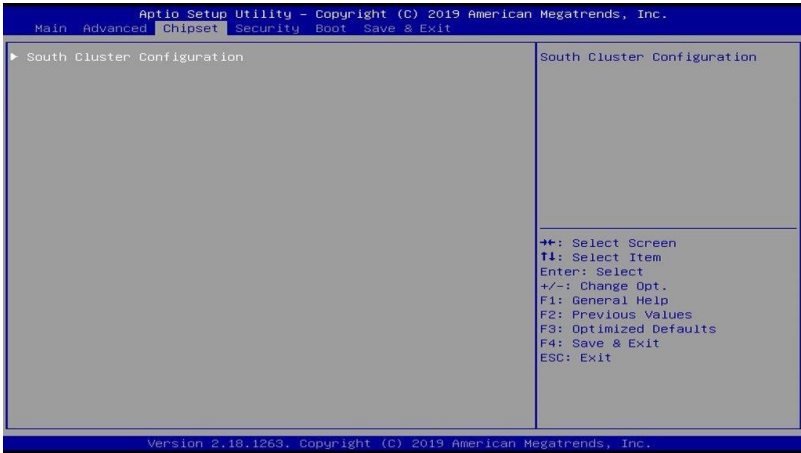 Aptio Setup Utility – Copyright (C) 2019 American Megatrends, Inc.
Main Advanced Chipset Security Boot Save & Exit
▶ South Cluster Configuration
South Cluster Configuration
→←: Select Screen
↑↓: Select Item
Enter: Select
+/-: Change Opt.
F1: General Help
F2: Previous Values
F3: Optimized Defaults
F4: Save & Exit
ESC: Exit
Version 2.18.1263. Copyright (C) 2019 American Megatrends, Inc.